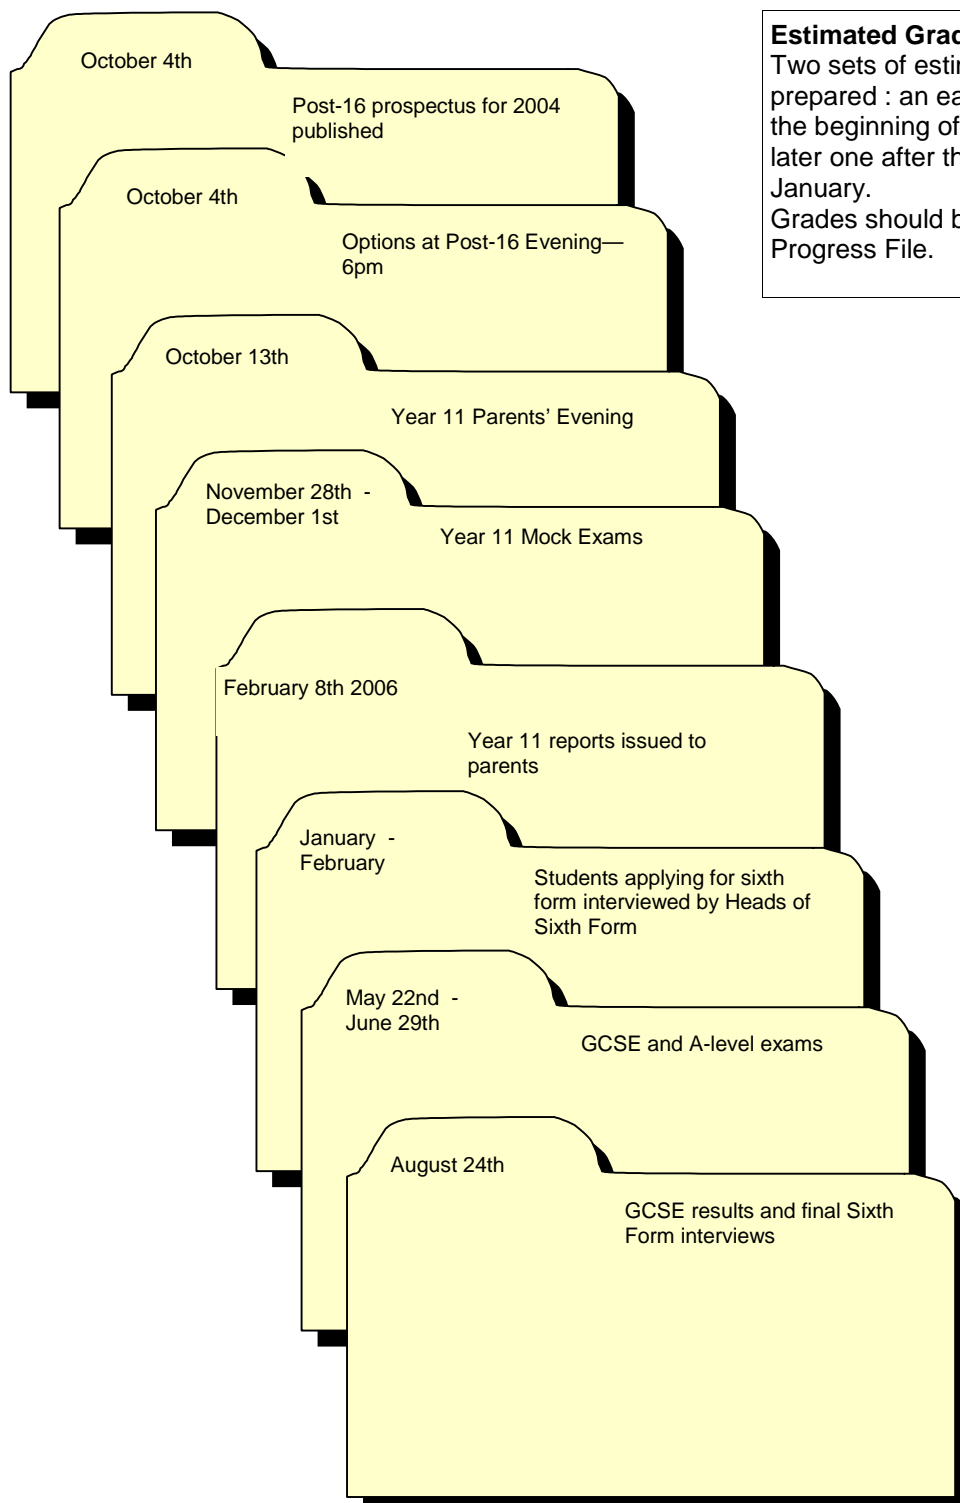 October 4th
Post-16 prospectus for 2004
published
October 4th
Options at Post-16 Evening—
6pm
October 13th
Year 11 Parents’ Evening
November 28th  -
December 1st
Year 11 Mock Exams
February 8th 2006
Year 11 reports issued to
parents
January  -
February
Students applying for sixth
form interviewed by Heads of
Sixth Form
May 22nd  -
June 29th
GCSE and A-level exams
August 24th
GCSE results and final Sixth
Form interviews
Estimated
Two sets of
prepared : an
the beginning of
later one after
January.
Grades should
Progress File.